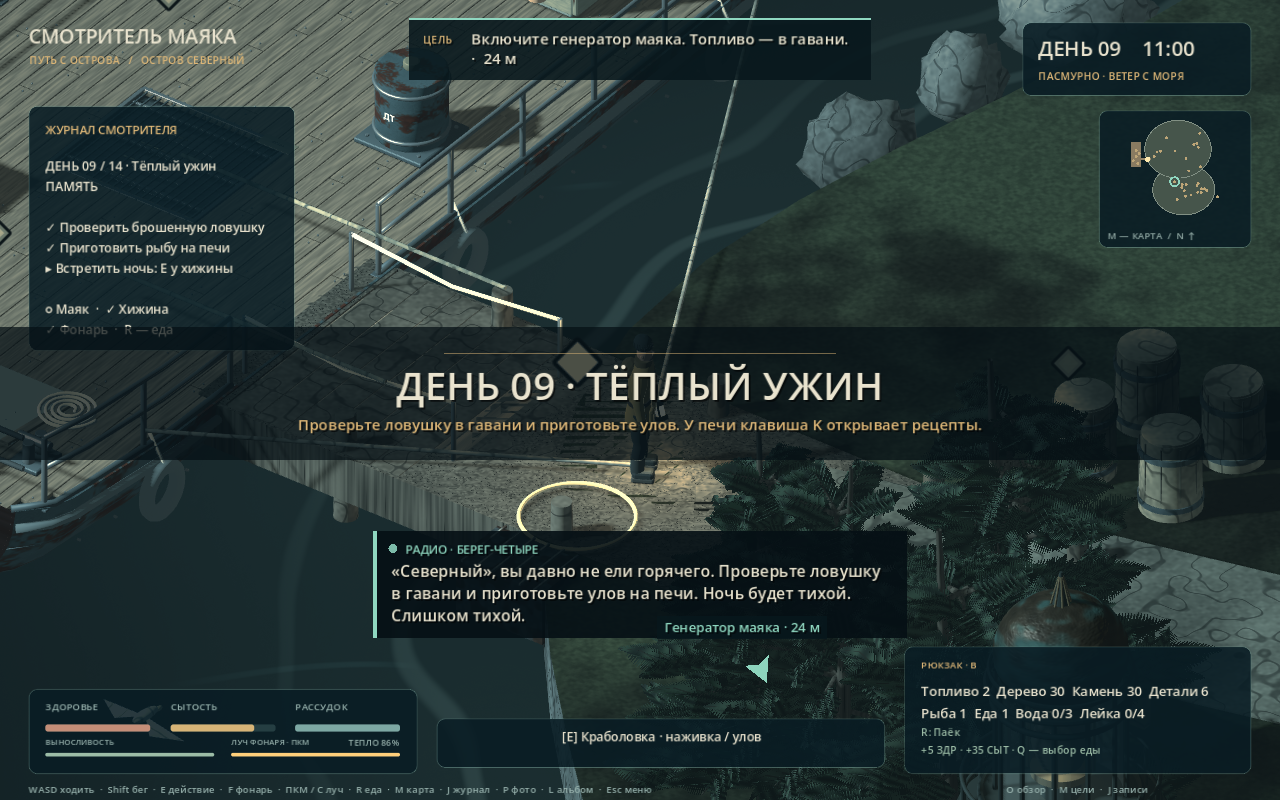 СМОТРИТЕЛЬ МАЯКА
ПУТЬ С ОСТРОВА / ОСТРОВ СЕВЕРНЫЙ
ЦЕЛЬ Включите генератор маяка. Топливо — в гавани.
· 24 м
ДЕНЬ 09 11:00
ПАСМУРНО · ВЕТЕР С МОРЯ
ДТ
ЖУРНАЛ СМОТРИТЕЛЯ
ДЕНЬ 09 / 14 · Тёплый ужин
ПАМЯТЬ
✓ Проверить брошенную ловушку
✓ Приготовить рыбу на печи
▸ Встретить ночь: E у хижины
○ Маяк · ✓ Хижина
✓ Фонарь · R — еда
M — КАРТА / N ↑
ДЕНЬ 09 · ТЁПЛЫЙ УЖИН
Проверьте ловушку в гавани и приготовьте улов. У печи клавиша K открывает рецепты.
РАДИО · БЕРЕГ-ЧЕТЫРЕ
«Северный», вы давно не ели горячего. Проверьте ловушку
в гавани и приготовьте улов на печи. Ночь будет тихой.
Слишком тихой.
Генератор маяка · 24 м
РЮКЗАК · B
Топливо 2 Дерево 30 Камень 30 Детали 6
Рыба 1 Еда 1 Вода 0/3 Лейка 0/4
R: Паёк
+5 ЗДР · +35 СЫТ · Q — выбор еды
ЗДОРОВЬЕ СЫТОСТЬ РАССУДОК
ВЫНОСЛИВОСТЬ ЛУЧ ФОНАРЯ · ПКМ ТЕПЛО 86%
[E] Краболовка · наживка / улов
WASD ходить · Shift бег · E действие · F фонарь · ПКМ / C луч · R еда · M карта · J журнал · P фото · L альбом · Esc меню
O обзор · M цели · J записи